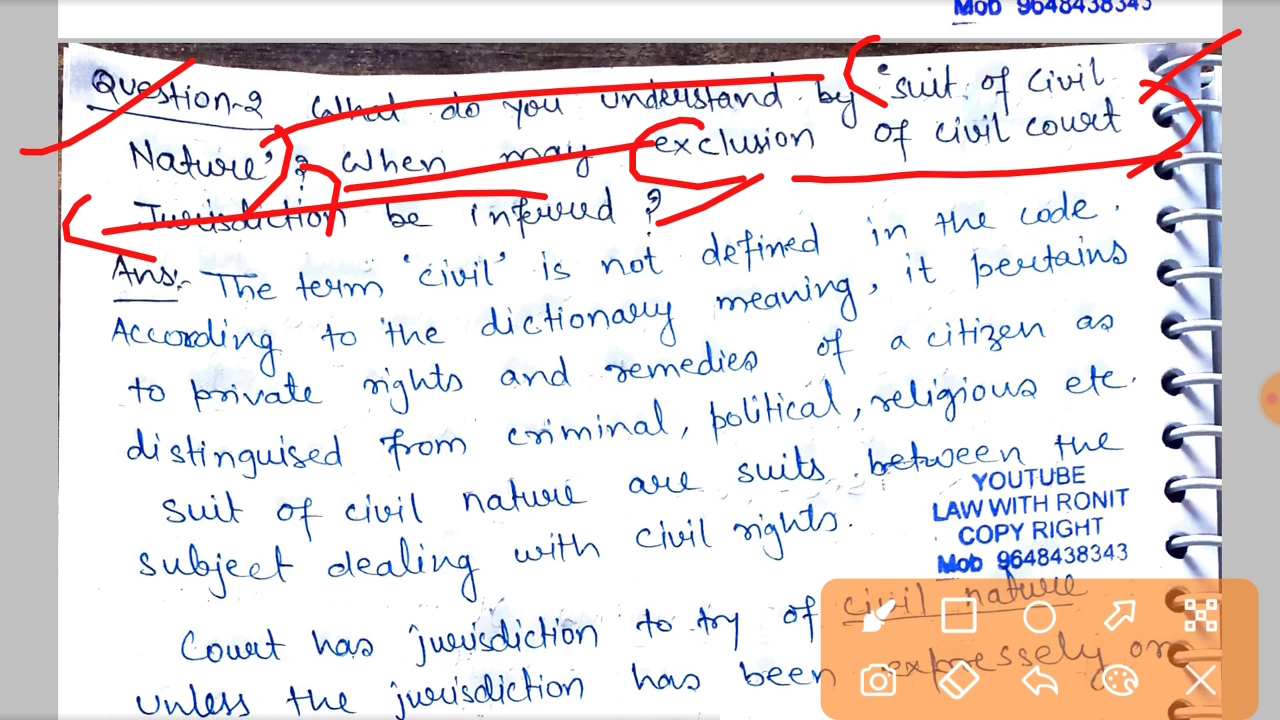 Mob 9648438343
Question-2 What do you understand by 'suit of civil
Nature'? When may exclusion of civil court
Jurisdiction be inferred?
Ans:- The term 'civil' is not defined in the code.
According to the dictionary meaning, it pertains
to private rights and remedies of a citizen as
distinguised from criminal, political, religious etc.
suit of civil nature are suits between the
subject dealing with civil rights.
YOUTUBE
LAW WITH RONIT
COPY RIGHT
Mob 9648438343
Court has jurisdiction to try of civil nature
unless the jurisdiction has been expressely or